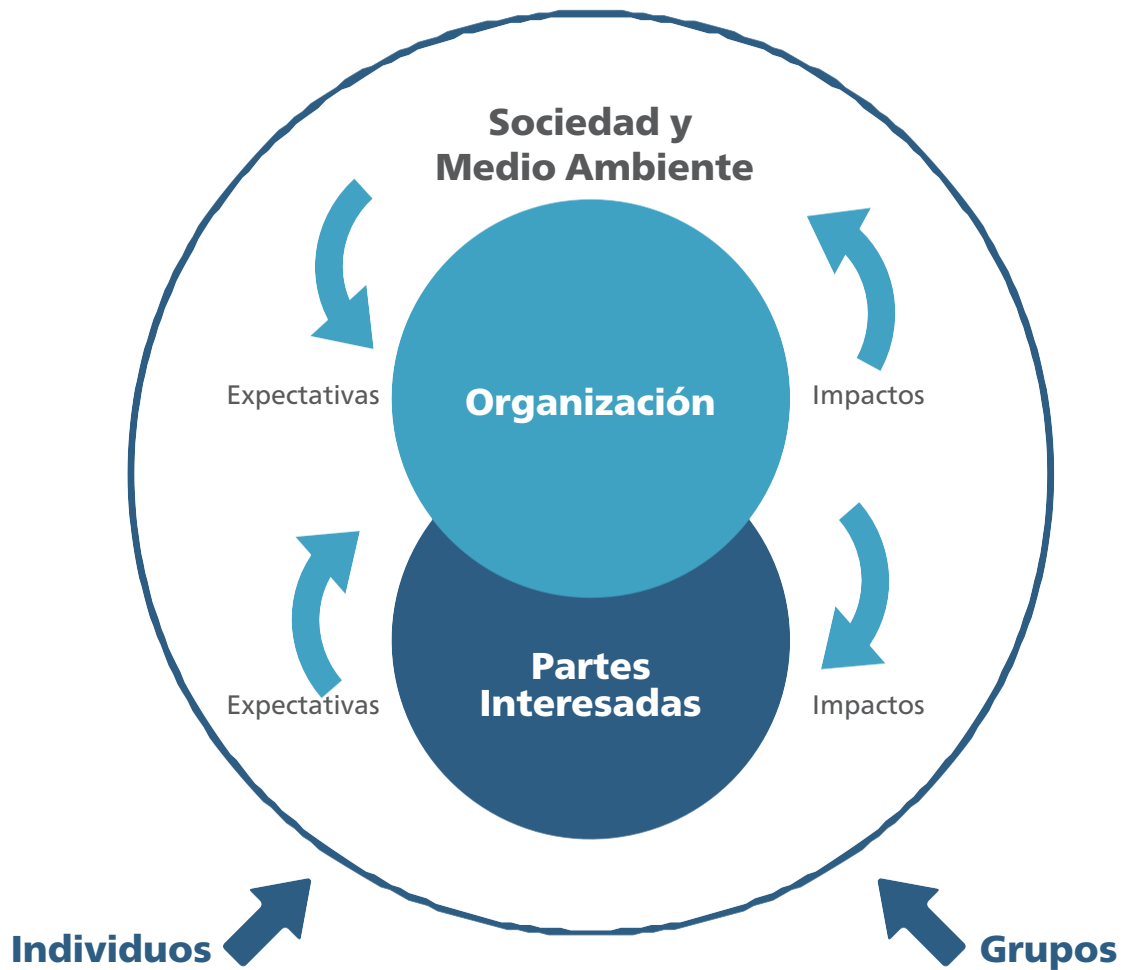 Sociedad y
Medio Ambiente
Expectativas
Organización
Impactos
Partes
Interesadas
Expectativas
Impactos
Individuos
Grupos